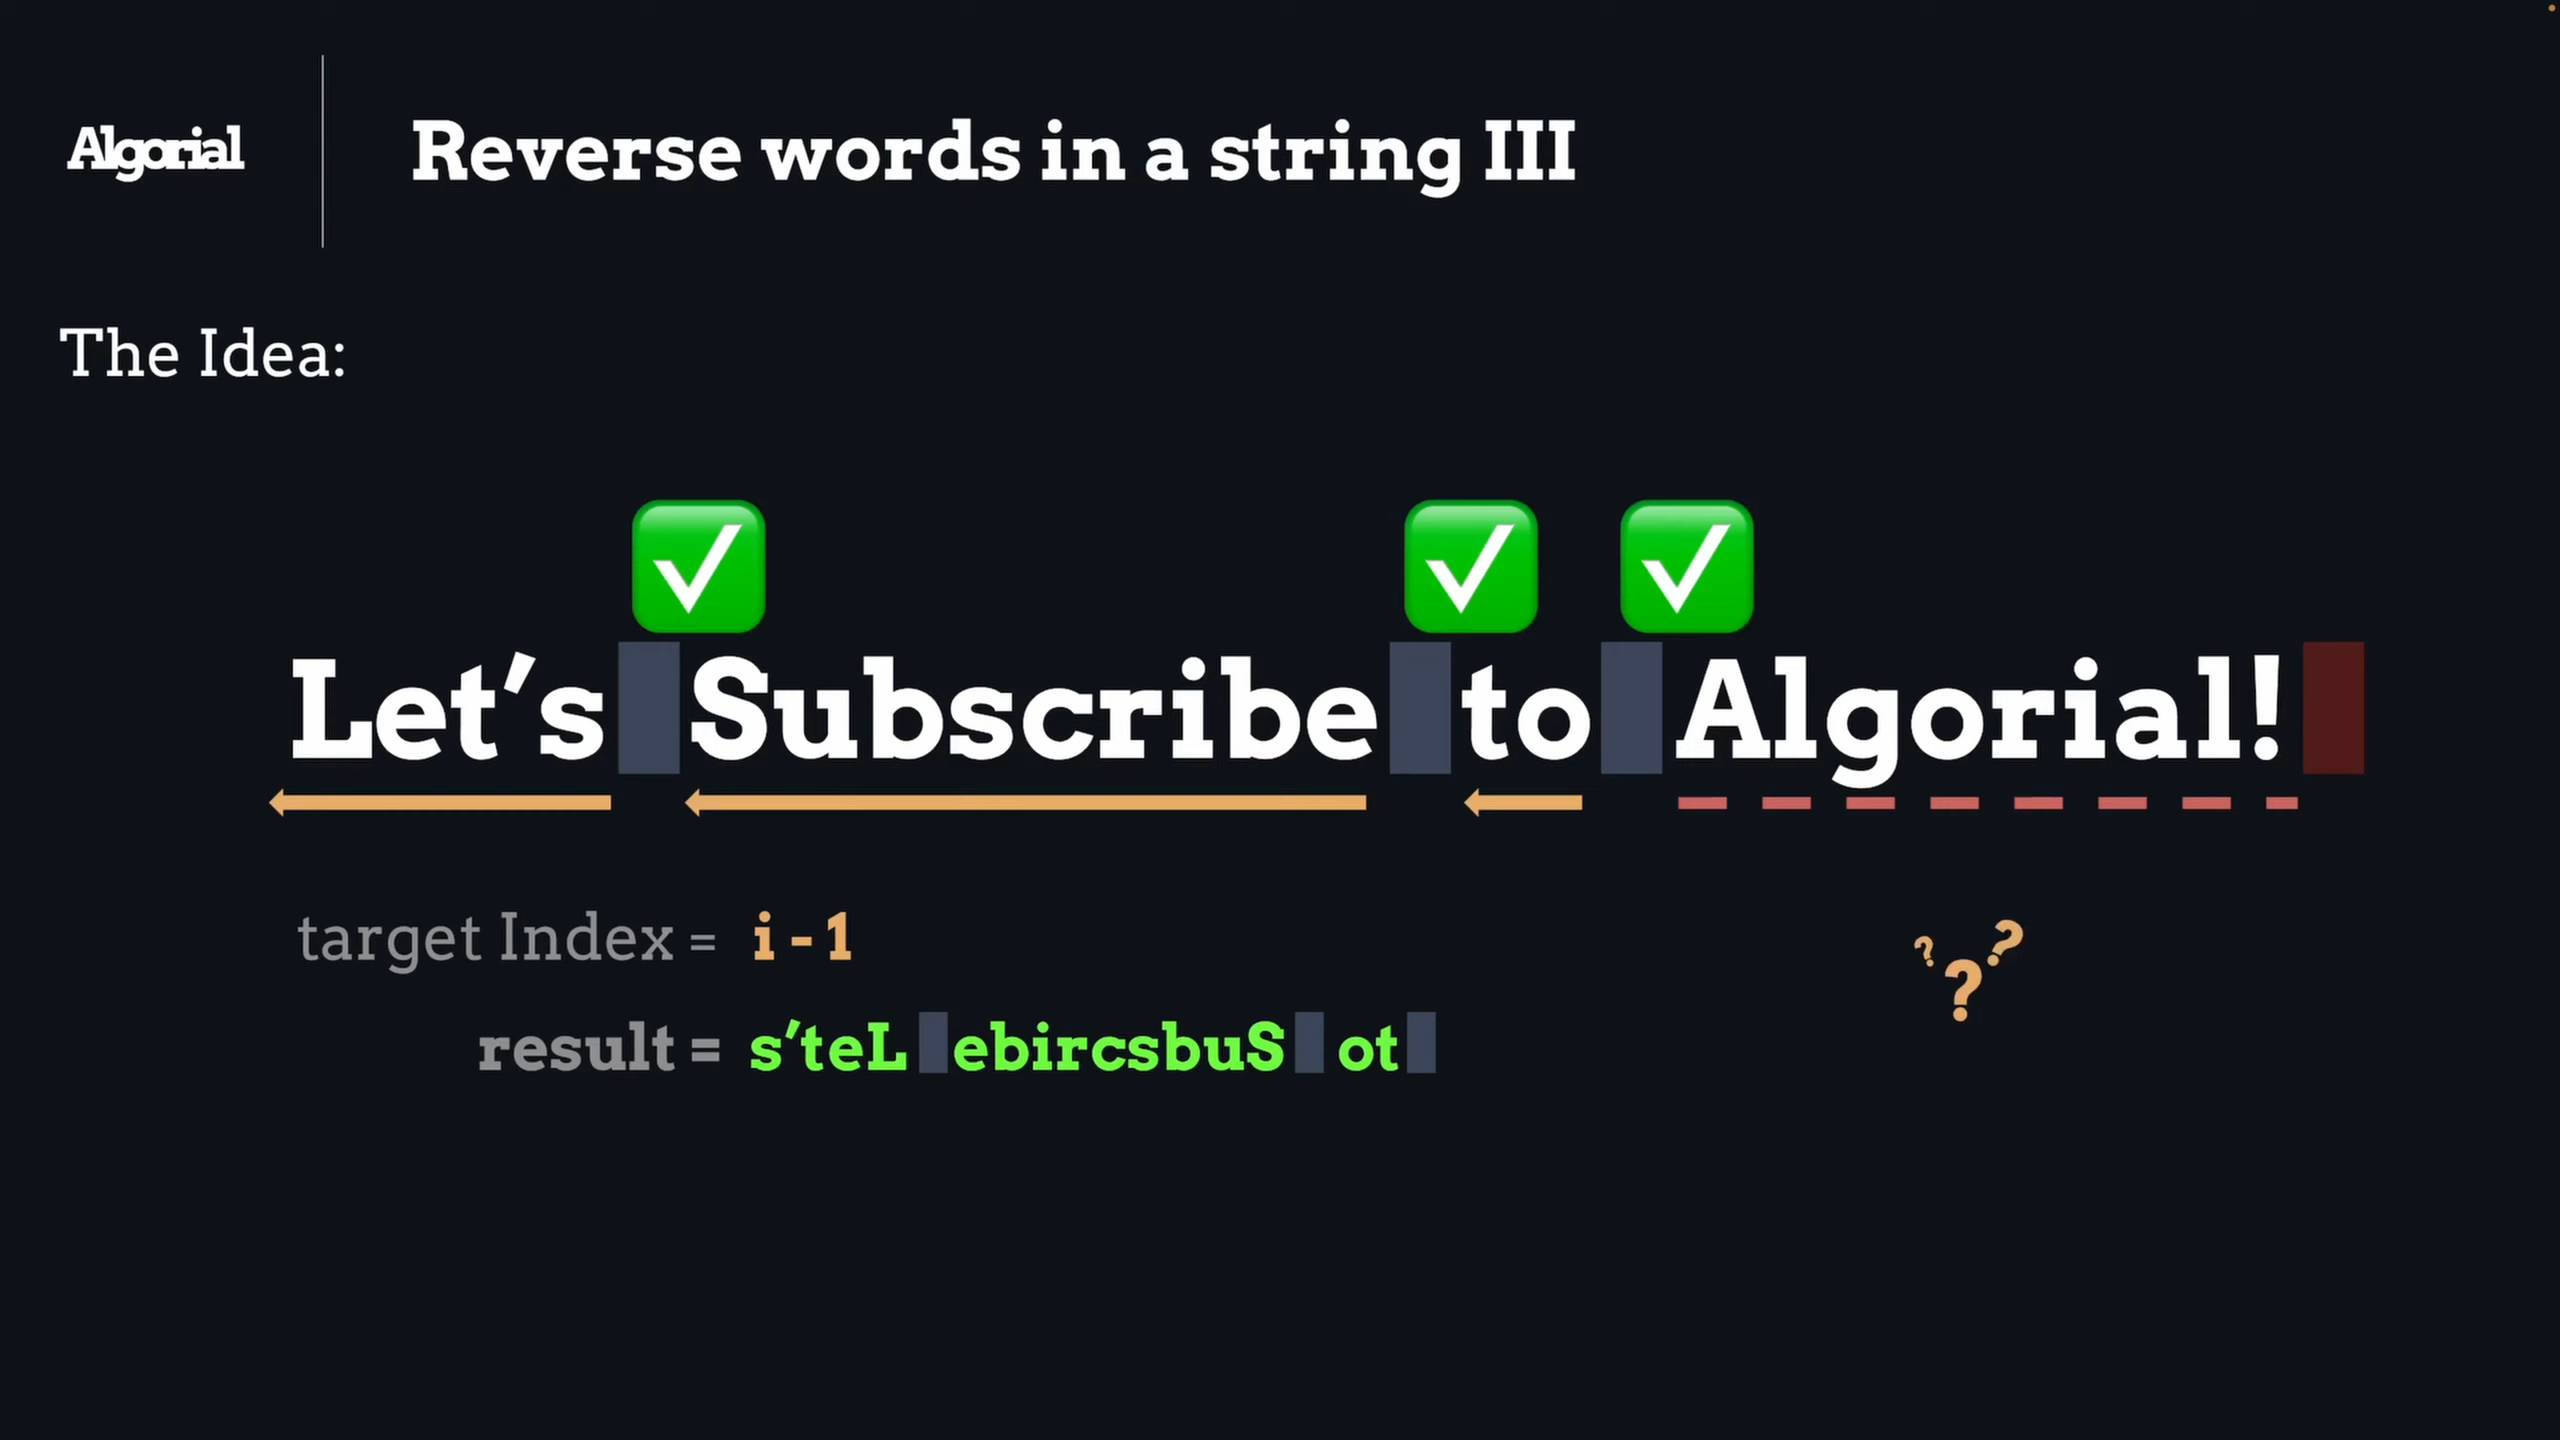 Algorial
Reverse words in a string III
The Idea:
Let’s Subscribe to Algorial!
target Index = i - 1
? ? ?
result = s’teL ebircsbuS ot